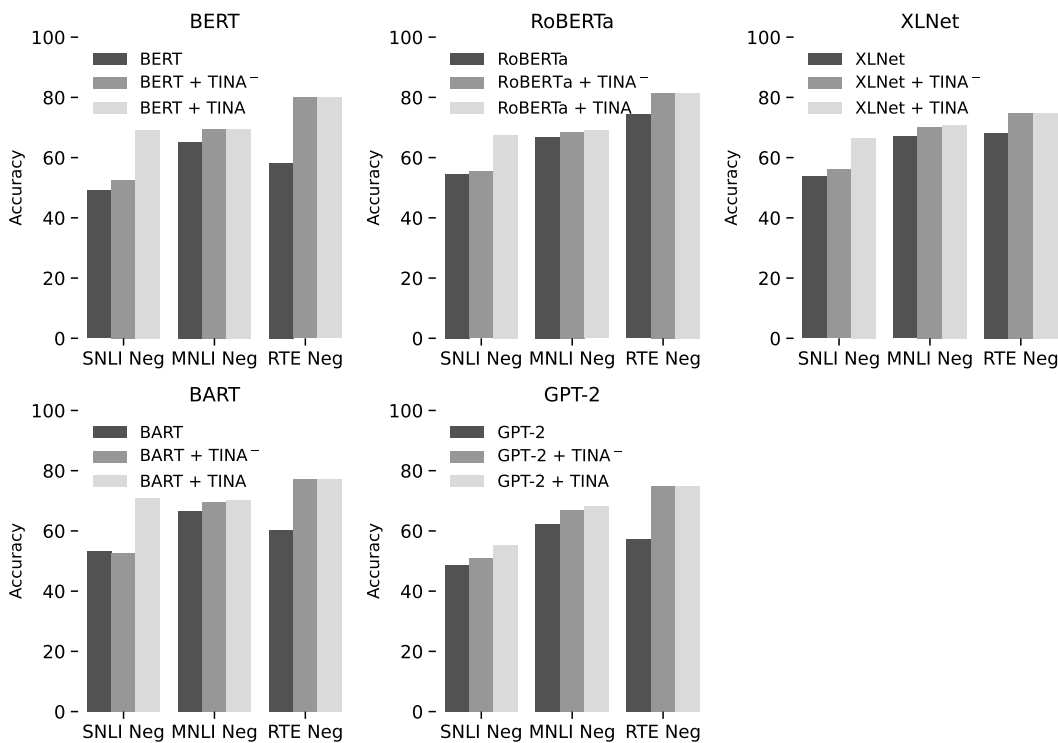 BERT
100
80
60
40
20
0
Accuracy
BERT
BERT + TINA⁻
BERT + TINA
SNLI Neg MNLI Neg RTE Neg
RoBERTa
100
80
60
40
20
0
Accuracy
RoBERTa
RoBERTa + TINA⁻
RoBERTa + TINA
SNLI Neg MNLI Neg RTE Neg
XLNet
100
80
60
40
20
0
Accuracy
XLNet
XLNet + TINA⁻
XLNet + TINA
SNLI Neg MNLI Neg RTE Neg
BART
100
80
60
40
20
0
Accuracy
BART
BART + TINA⁻
BART + TINA
SNLI Neg MNLI Neg RTE Neg
GPT-2
100
80
60
40
20
0
Accuracy
GPT-2
GPT-2 + TINA⁻
GPT-2 + TINA
SNLI Neg MNLI Neg RTE Neg